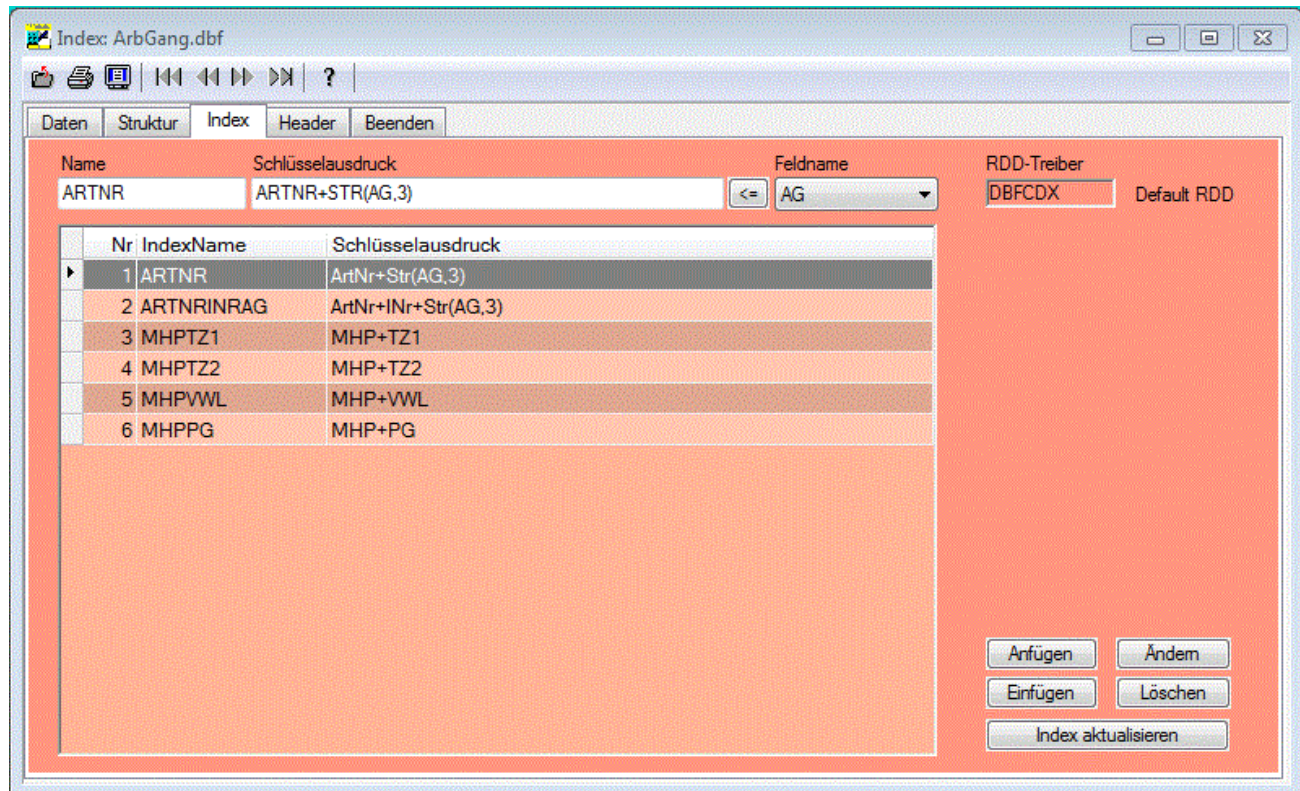 Index: ArbGang.dbf
?
Daten Struktur Index Header Beenden
Name Schlüsselausdruck Feldname RDD-Treiber
ARTNR ARTNR+STR(AG,3) <= AG DBFCDX Default RDD
Nr IndexName Schlüsselausdruck
1 ARTNR ArtNr+Str(AG,3)
2 ARTNRINRAG ArtNr+INr+Str(AG,3)
3 MHPTZ1 MHP+TZ1
4 MHPTZ2 MHP+TZ2
5 MHPVWL MHP+VWL
6 MHPPG MHP+PG
Anfügen Ändern
Einfügen Löschen
Index aktualisieren